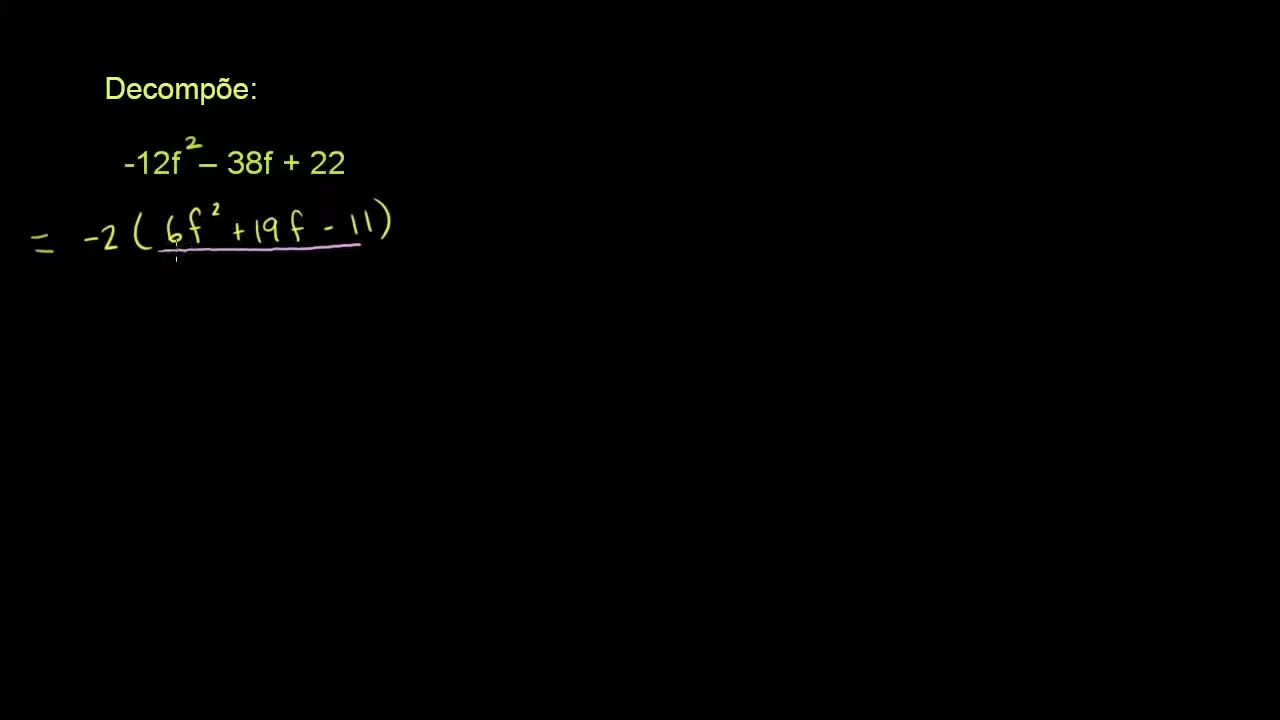 Decompõe:
-12f² – 38f + 22
= -2 ( 6f² + 19f - 11)